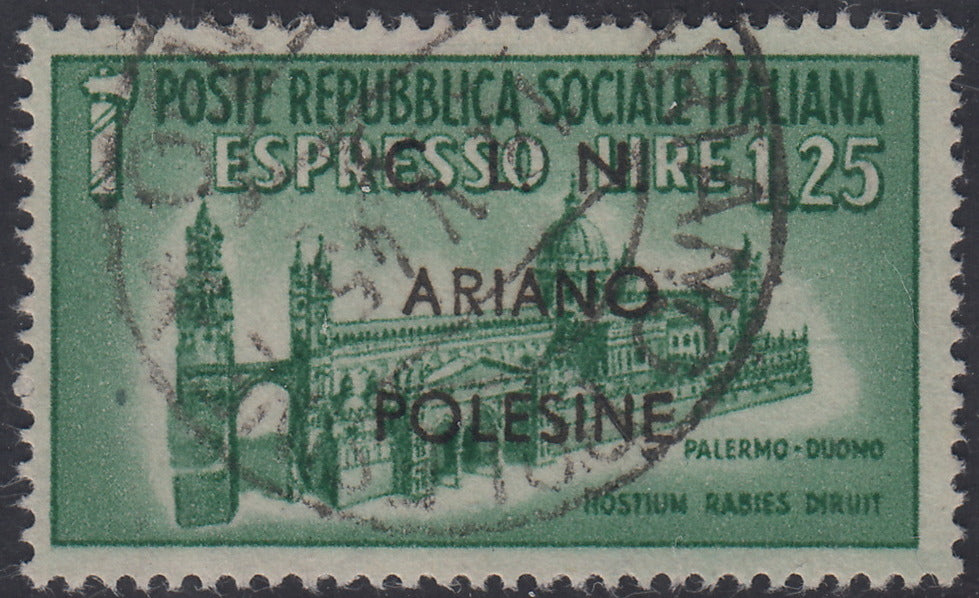 POSTE REPUBBLICA SOCIALE ITALIANA
ESPRESSO LIRE 1,25
C. L. N.
ARIANO
POLESINE
PALERMO-DUOMO
HOSTIUM RABIES DIRUIT